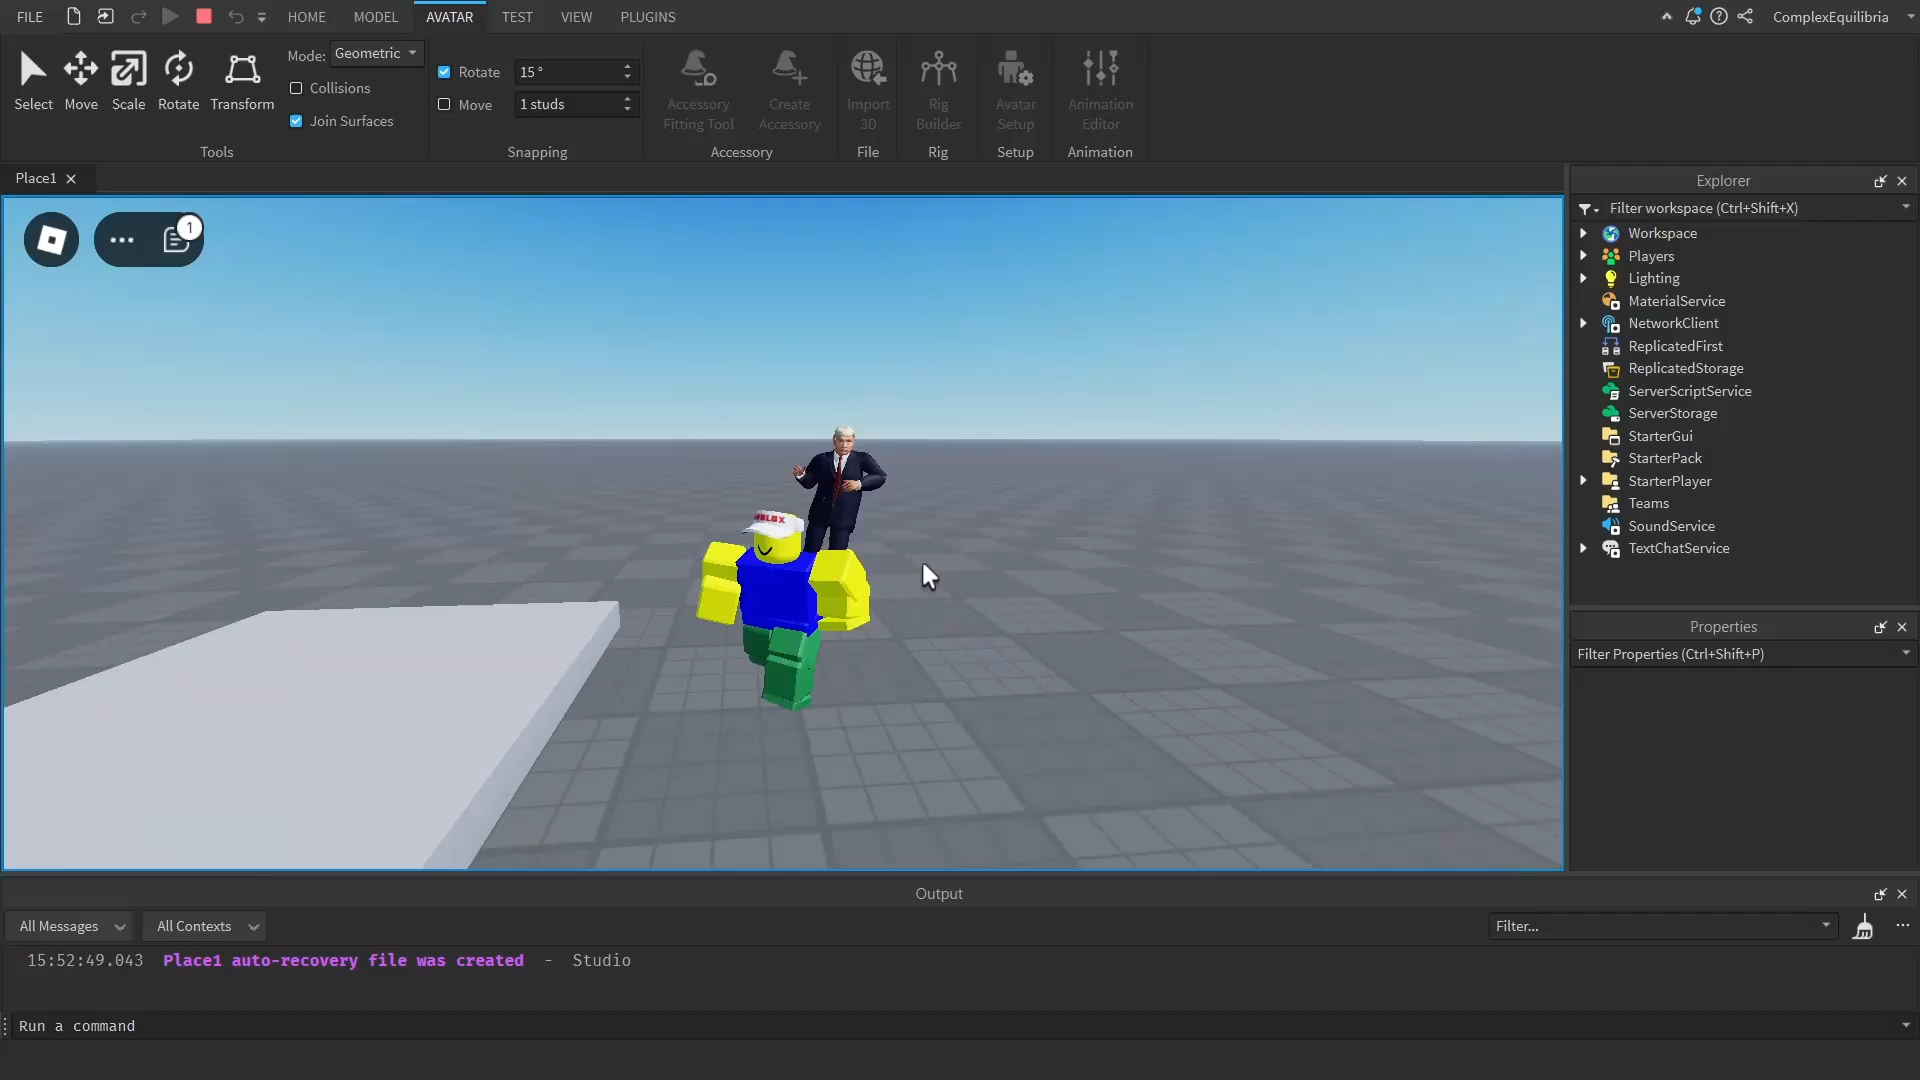 FILE HOME MODEL AVATAR TEST VIEW PLUGINS ComplexEquilibria
Select Move Scale Rotate Transform
Mode: Geometric
Collisions
Join Surfaces
Tools
Rotate 15 °
Move 1 studs
Snapping
Accessory Fitting Tool
Create Accessory
Accessory
Import 3D
File
Rig Builder
Rig
Avatar Setup
Setup
Animation Editor
Animation
Place1
1
ROBLOX
Explorer
Filter workspace (Ctrl+Shift+X)
Workspace
Players
Lighting
MaterialService
NetworkClient
ReplicatedFirst
ReplicatedStorage
ServerScriptService
ServerStorage
StarterGui
StarterPack
StarterPlayer
Teams
SoundService
TextChatService
Properties
Filter Properties (Ctrl+Shift+P)
Output
All Messages All Contexts Filter...
15:52:49.043 Place1 auto-recovery file was created - Studio
Run a command